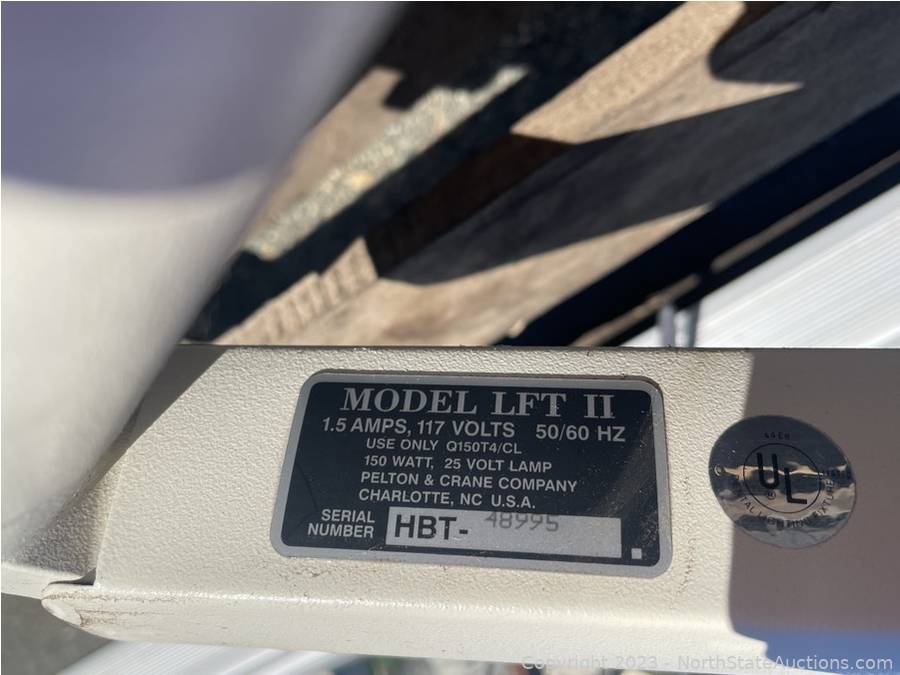 MODEL LFT II
1.5 AMPS, 117 VOLTS 50/60 HZ
USE ONLY Q150T4/CL
150 WATT, 25 VOLT LAMP
PELTON & CRANE COMPANY
CHARLOTTE, NC U.S.A.
SERIAL
NUMBER HBT- 48995
UL
®
Copyright 2023 - NorthStateAuctions.com